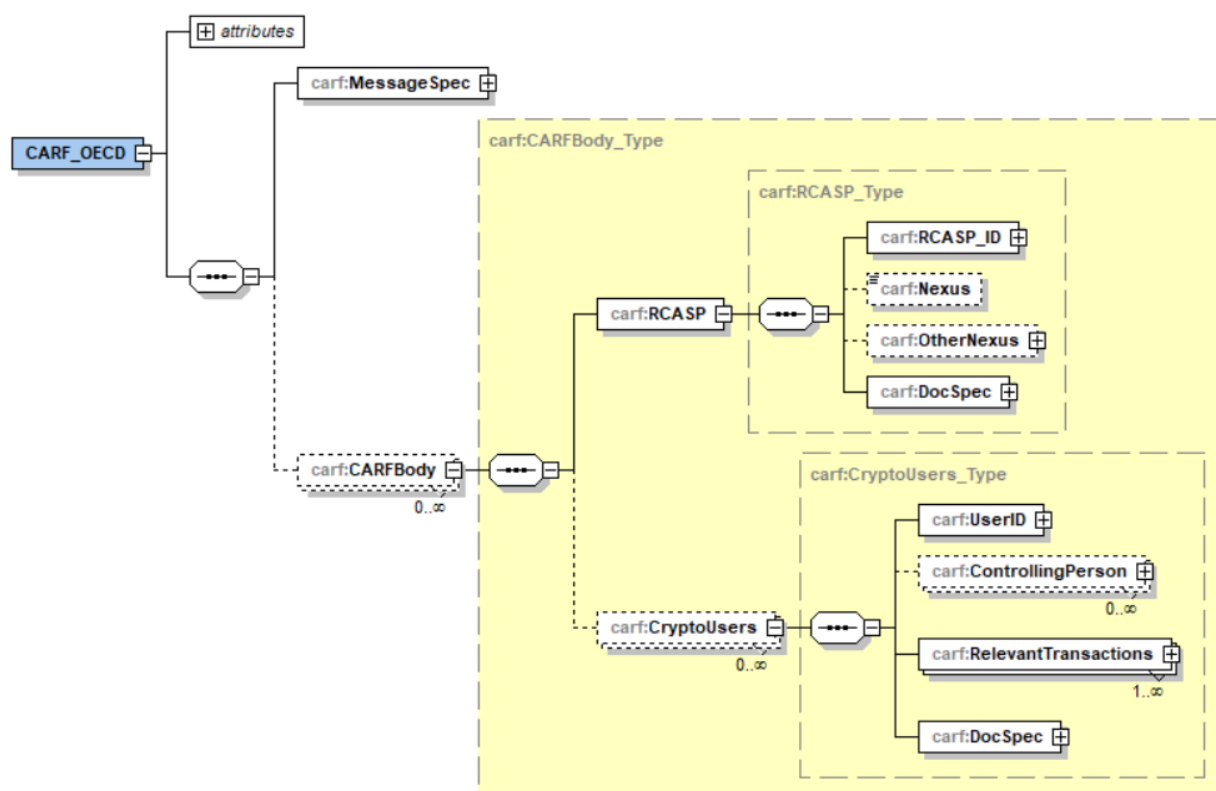 attributes
carf:MessageSpec
CARF_OECD
carf:CARFBody_Type
carf:RCASP_Type
carf:RCASP_ID
carf:Nexus
carf:RCASP
carf:OtherNexus
carf:DocSpec
carf:CARFBody
0..∞
carf:CryptoUsers_Type
carf:UserID
carf:ControllingPerson
0..∞
carf:CryptoUsers
0..∞
carf:RelevantTransactions
1..∞
carf:DocSpec